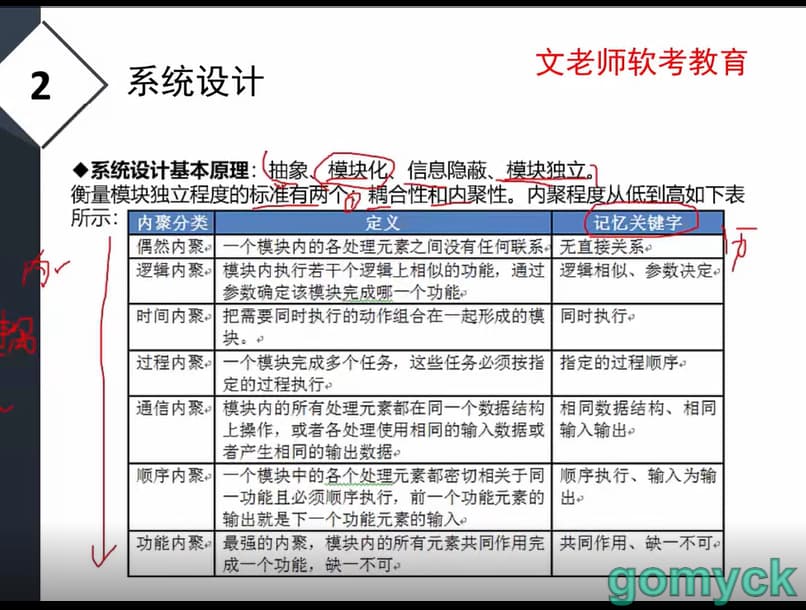 2
系统设计
文老师软考教育
◆系统设计基本原理：抽象、模块化、信息隐蔽、模块独立。
衡量模块独立程度的标准有两个：耦合性和内聚性。内聚程度从低到高如下表
所示：
内聚分类 定义 记忆关键字
偶然内聚 一个模块内的各处理元素之间没有任何联系 无直接关系
逻辑内聚 模块内执行若干个逻辑上相似的功能，通过 逻辑相似、参数决定
参数确定该模块完成哪一个功能
时间内聚 把需要同时执行的动作组合在一起形成的模 同时执行
块。
过程内聚 一个模块完成多个任务，这些任务必须按指 指定的过程顺序
定的过程执行
通信内聚 模块内的所有处理元素都在同一个数据结构 相同数据结构、相同
上操作，或者各处理使用相同的输入数据或 输入输出
者产生相同的输出数据
顺序内聚 一个模块中的各个处理元素都密切相关于同 顺序执行、输入为输
一功能且必须顺序执行，前一个功能元素的 出
输出就是下一个功能元素的输入
功能内聚 最强的内聚，模块内的所有元素共同作用完 共同作用、缺一不可
成一个功能，缺一不可
gomyck